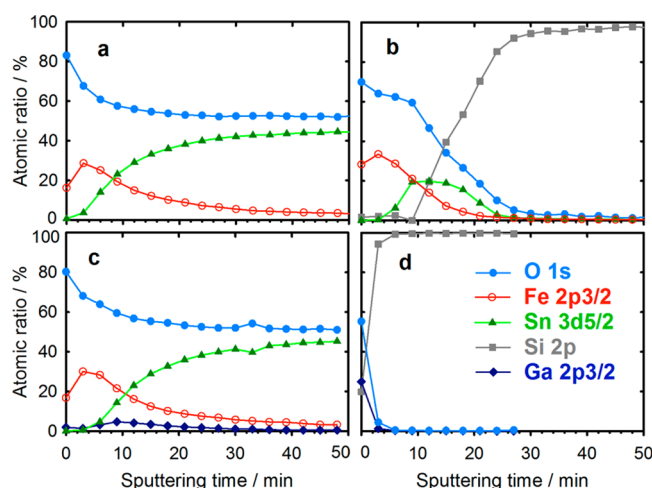 100
80
60
40
20
0
Atomic ratio / %
a
b
100
80
60
40
20
0
Atomic ratio / %
c
d
O 1s
Fe 2p3/2
Sn 3d5/2
Si 2p
Ga 2p3/2
0 10 20 30 40 50
0 10 20 30 40 50
Sputtering time / min
Sputtering time / min